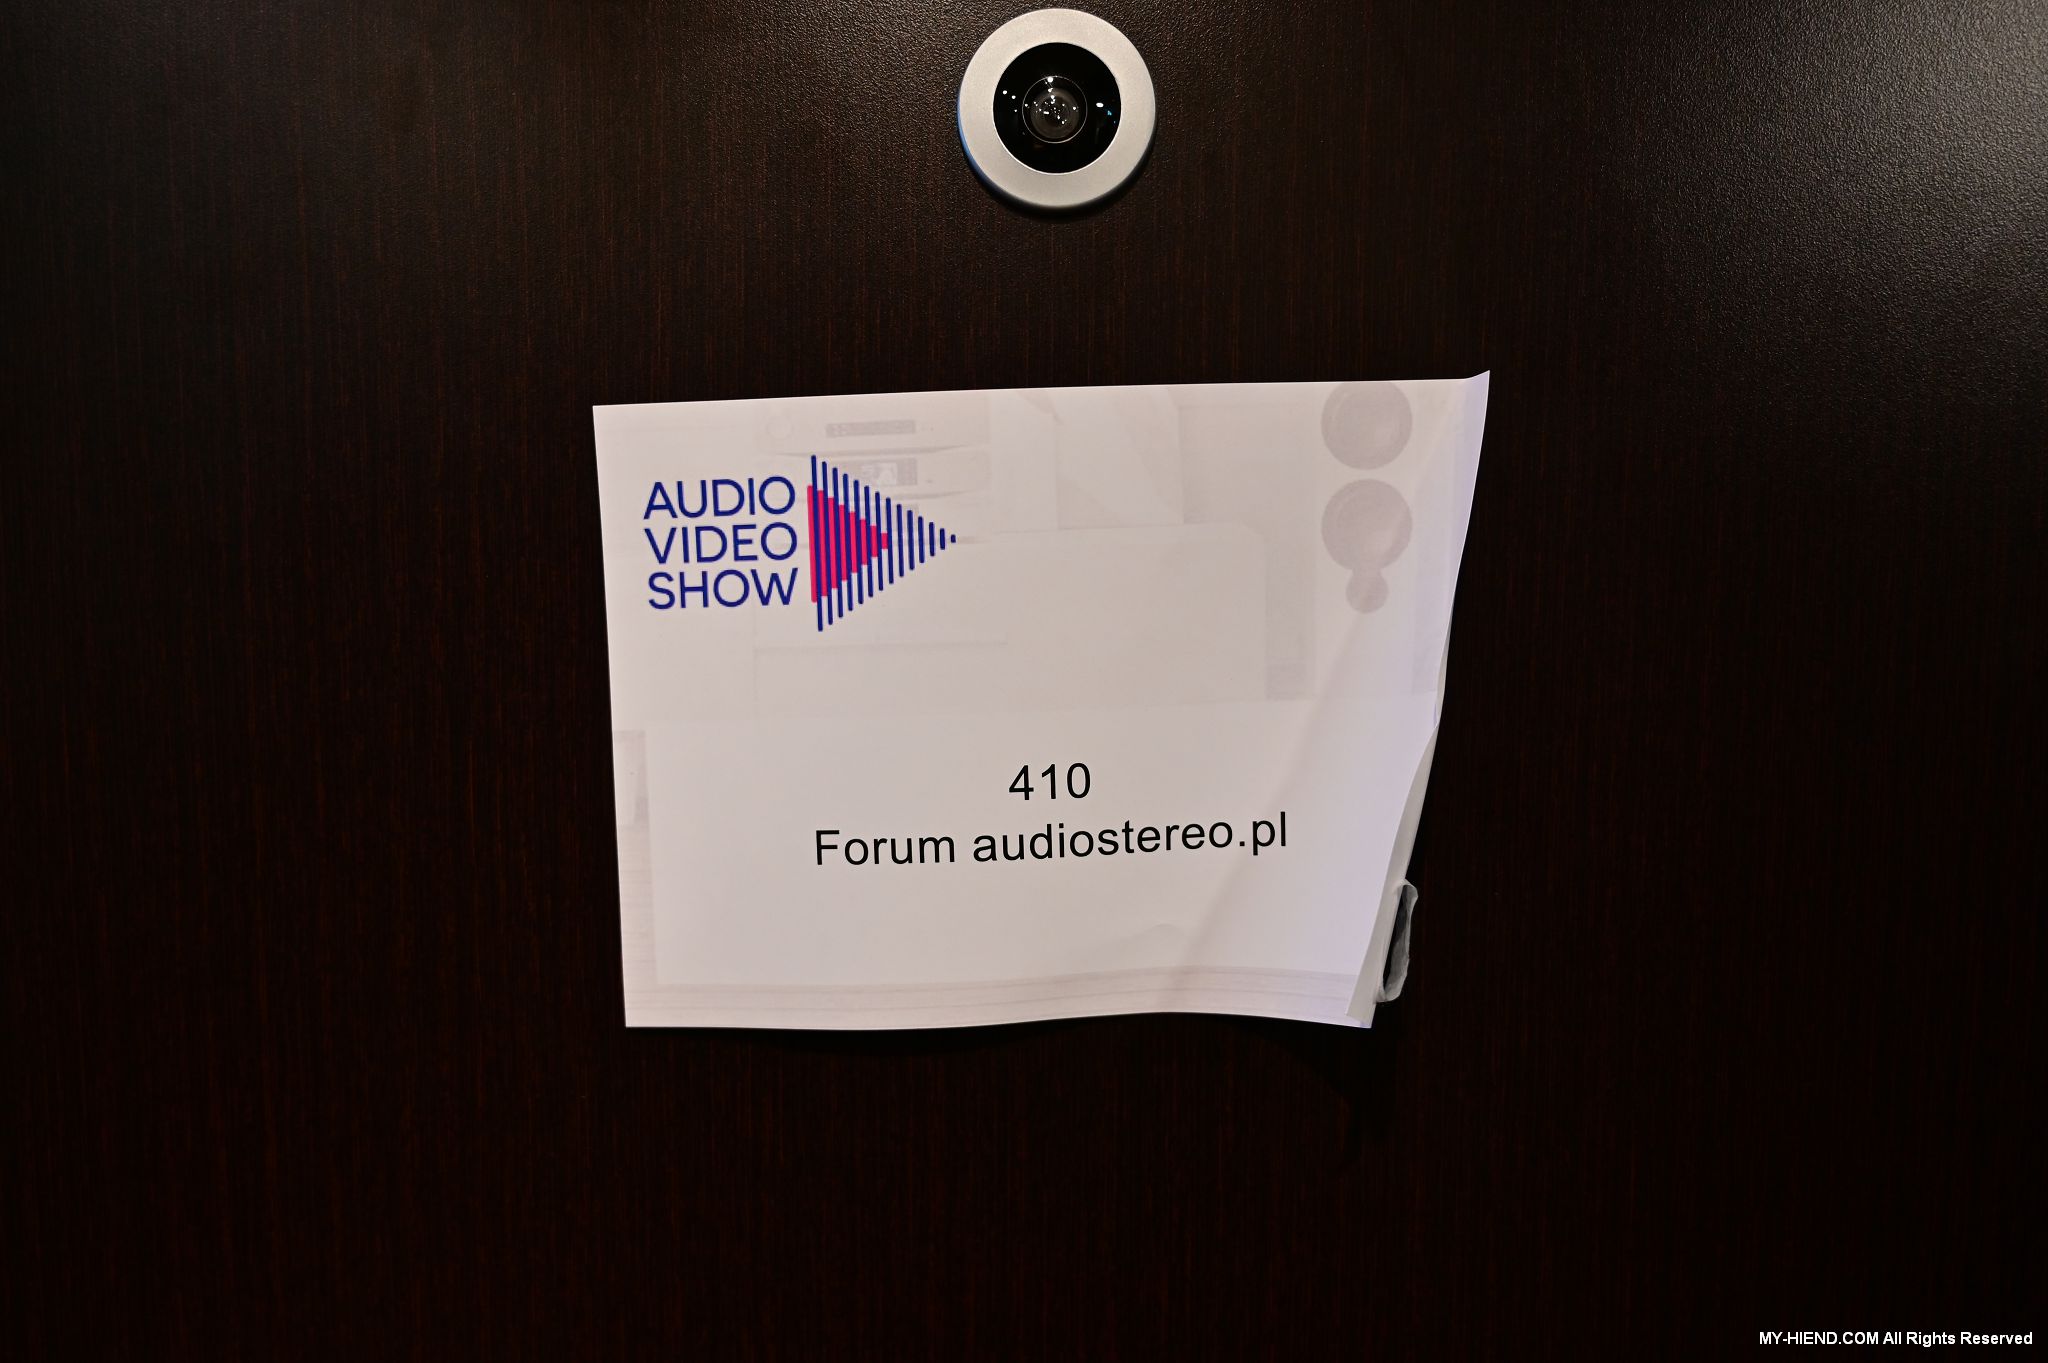 AUDIO
VIDEO
SHOW
410
Forum audiostereo.pl
MY-HIEND.COM All Rights Reserved